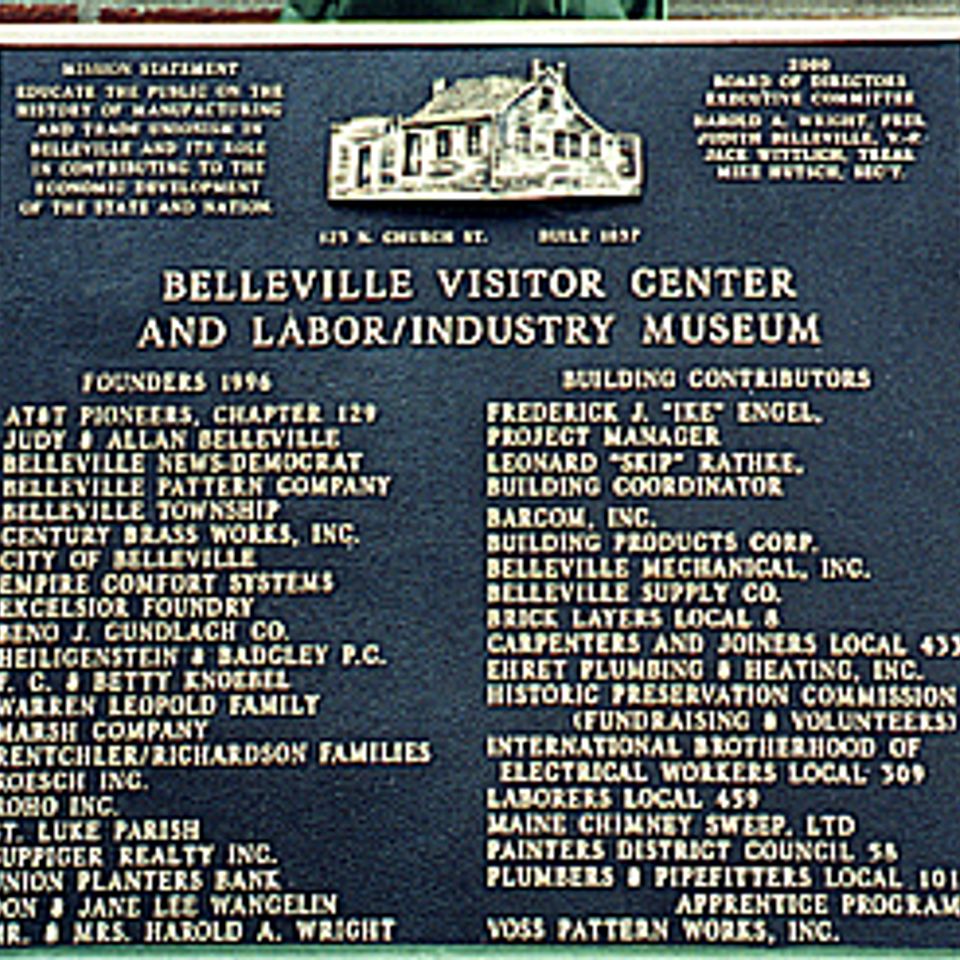 MISSION STATEMENT
EDUCATE THE PUBLIC ON THE
HISTORY OF MANUFACTURING
AND TRADE UNIONISM IN
BELLEVILLE AND ITS ROLE
IN CONTRIBUTING TO THE
ECONOMIC DEVELOPMENT
OF THE STATE AND NATION.
2000
BOARD OF DIRECTORS
EXECUTIVE COMMITTEE
HAROLD A. WRIGHT, PRES.
JUDITH BELLEVILLE, V.-P.
JACK WITTLICH, TREAS.
MIKE HUTSCH, SEC'Y.
N. CHURCH ST. BUILT 1837
BELLEVILLE VISITOR CENTER
AND LABOR/INDUSTRY MUSEUM
FOUNDERS 1996
AT&T PIONEERS, CHAPTER 129
JUDY & ALLAN BELLEVILLE
BELLEVILLE NEWS-DEMOCRAT
BELLEVILLE PATTERN COMPANY
BELLEVILLE TOWNSHIP
CENTURY BRASS WORKS, INC.
CITY OF BELLEVILLE
EMPIRE COMFORT SYSTEMS
EXCELSIOR FOUNDRY
RENO J. GUNDLACH CO.
HEILIGENSTEIN & BADGLEY P.C.
F. C. & BETTY KNOEBEL
WARREN LEOPOLD FAMILY
MARSH COMPANY
RENTCHLER/RICHARDSON FAMILIES
ROESCH INC.
ROHO INC.
T. LUKE PARISH
UPPIGER REALTY INC.
NION PLANTERS BANK
ON & JANE LEE WANGELIN
MR. & MRS. HAROLD A. WRIGHT
BUILDING CONTRIBUTORS
FREDERICK J. "IKE" ENGEL,
PROJECT MANAGER
LEONARD "SKIP" RATHKE,
BUILDING COORDINATOR
BARCOM, INC.
BUILDING PRODUCTS CORP.
BELLEVILLE MECHANICAL, INC.
BELLEVILLE SUPPLY CO.
BRICK LAYERS LOCAL 8
CARPENTERS AND JOINERS LOCAL 433
EHRET PLUMBING & HEATING, INC.
HISTORIC PRESERVATION COMMISSION
(FUNDRAISING & VOLUNTEERS)
INTERNATIONAL BROTHERHOOD OF
ELECTRICAL WORKERS LOCAL 309
LABORERS LOCAL 459
MAINE CHIMNEY SWEEP, LTD
PAINTERS DISTRICT COUNCIL 58
PLUMBERS & PIPEFITTERS LOCAL 101
APPRENTICE PROGRAM
VOSS PATTERN WORKS, INC.